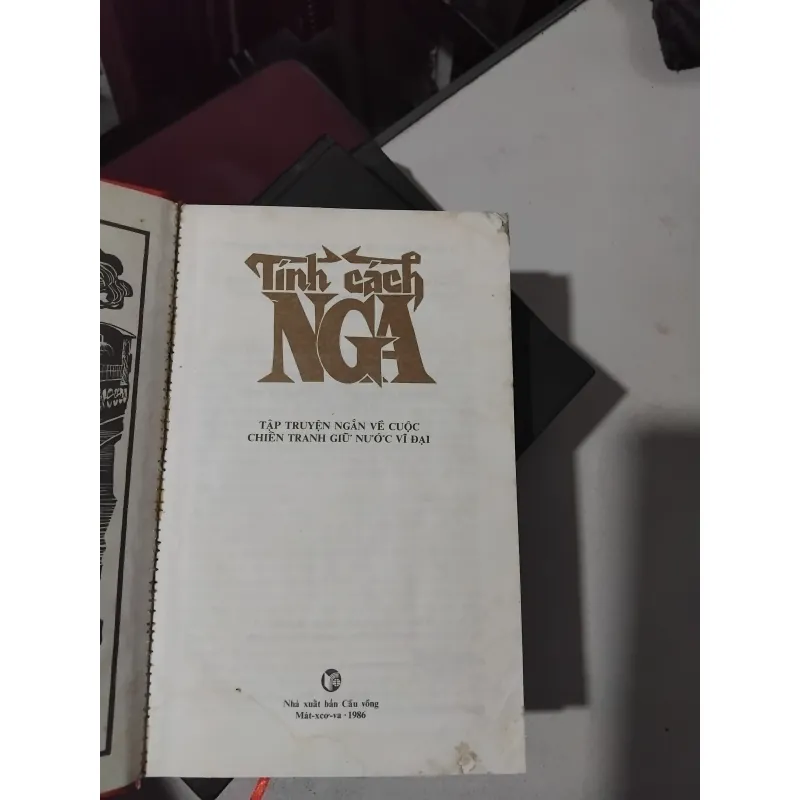 Tính cách
NGA
TẬP TRUYỆN NGẮN VỀ CUỘC
CHIẾN TRANH GIỮ NƯỚC VĨ ĐẠI
Nhà xuất bản Cầu vồng
Mát-xcơ-va · 1986